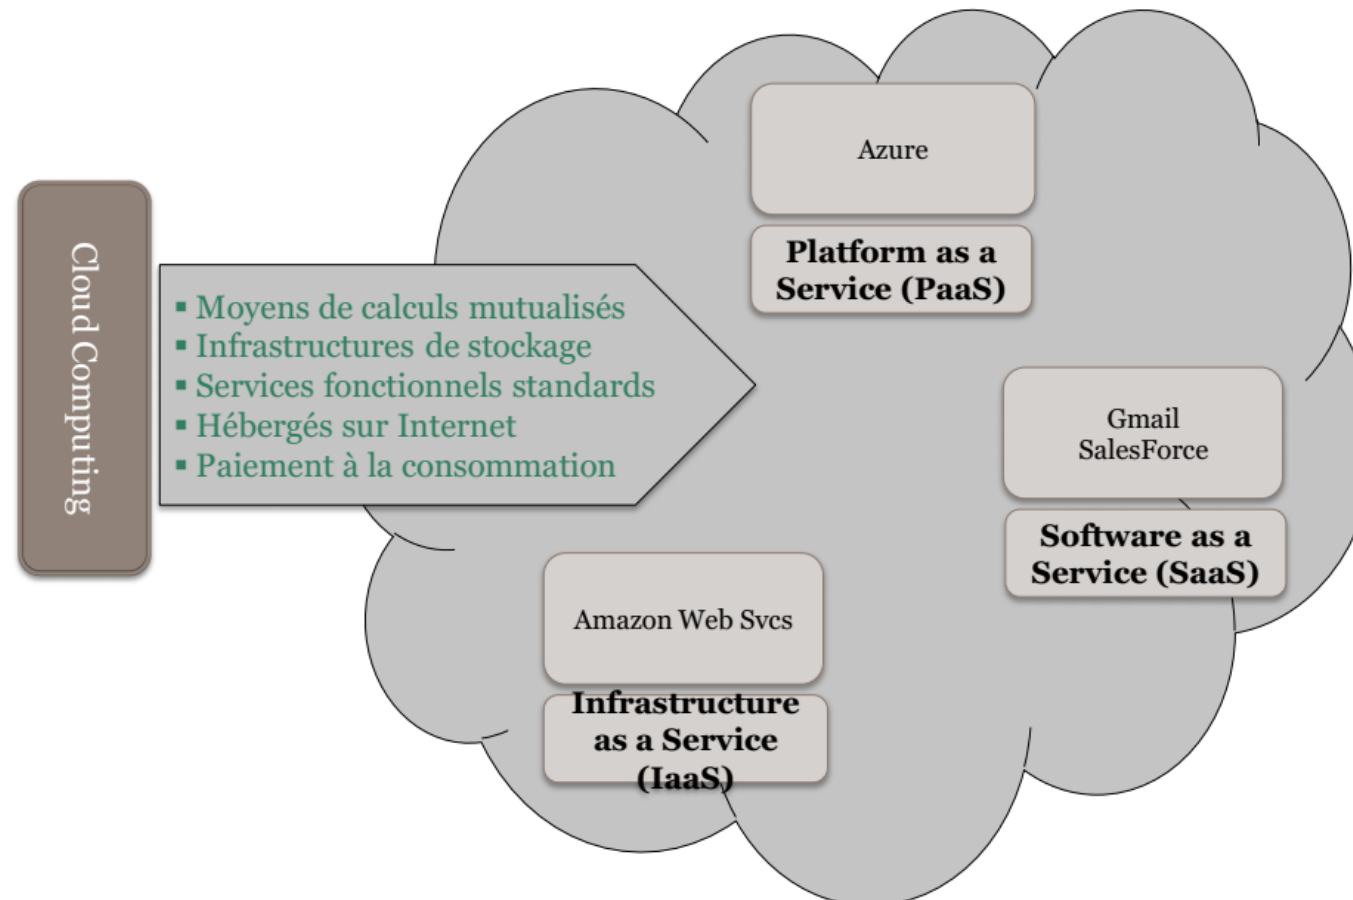 Cloud Computing
▪ Moyens de calculs mutualisés
▪ Infrastructures de stockage
▪ Services fonctionnels standards
▪ Hébergés sur Internet
▪ Paiement à la consommation
Azure
Platform as a
Service (PaaS)
Gmail
SalesForce
Software as a
Service (SaaS)
Amazon Web Svcs
Infrastructure
as a Service
(IaaS)